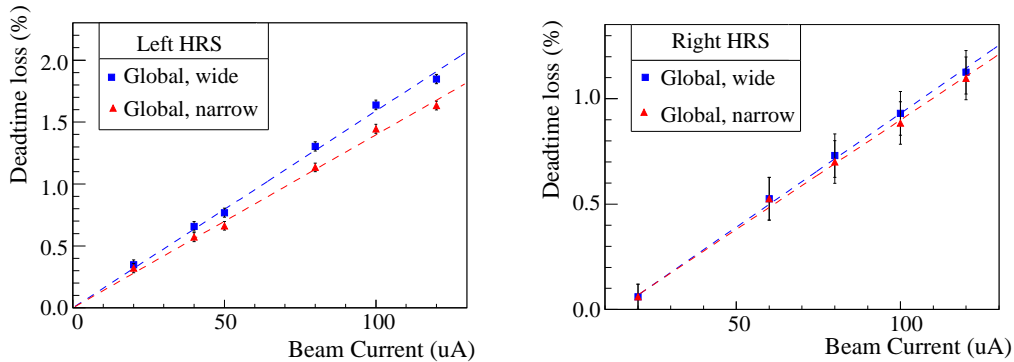 Deadtime loss (%)
2.0
1.5
1.0
0.5
0.0
Left HRS
Global, wide
Global, narrow
0
50
100
Beam Current (uA)
Deadtime loss (%)
1.0
0.5
0.0
Right HRS
Global, wide
Global, narrow
50
100
Beam Current (uA)